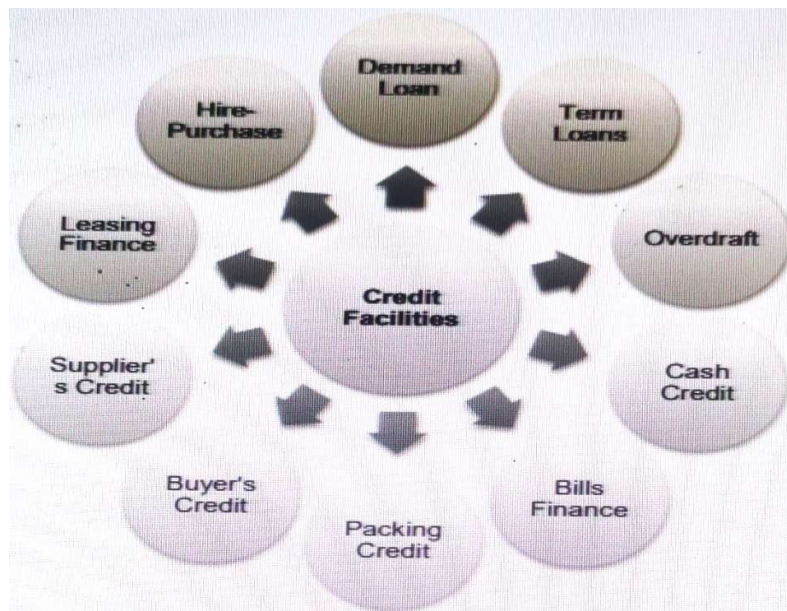 Demand
Loan
Term
Loans
Overdraft
Cash
Credit
Bills
Finance
Packing
Credit
Buyer's
Credit
Supplier'
s Credit
Leasing
Finance
Hire-
Purchase
Credit
Facilities